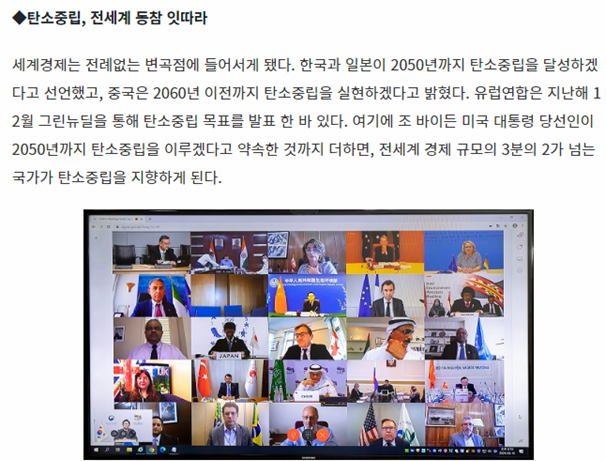 ◆탄소중립, 전세계 동참 잇따라
세계경제는 전례없는 변곡점에 들어서게 됐다. 한국과 일본이 2050년까지 탄소중립을 달성하겠
다고 선언했고, 중국은 2060년 이전까지 탄소중립을 실현하겠다고 밝혔다. 유럽연합은 지난해 1
2월 그린뉴딜을 통해 탄소중립 목표를 발표 한 바 있다. 여기에 조 바이든 미국 대통령 당선인이
2050년까지 탄소중립을 이루겠다고 약속한 것까지 더하면, 전세계 경제 규모의 3분의 2가 넘는
국가가 탄소중립을 지향하게 된다.
JAPAN
UK
SAMSUNG